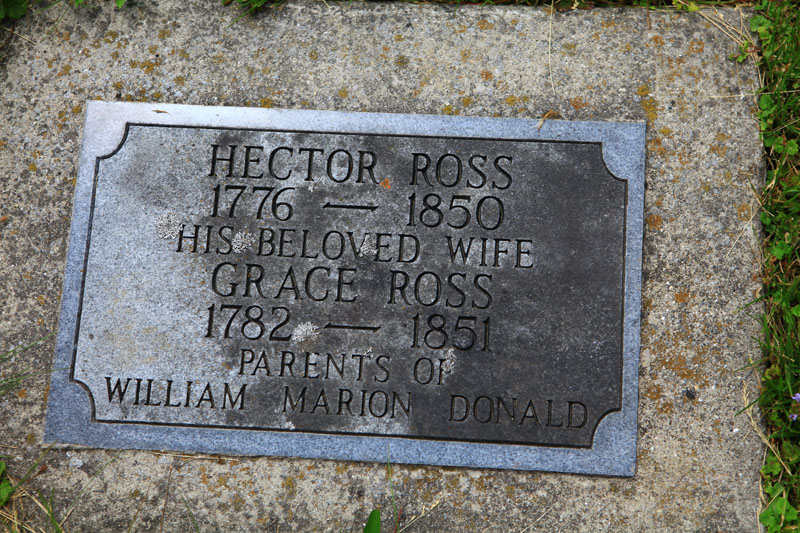 HECTOR ROSS
1776 — 1850
HIS BELOVED WIFE
GRACE ROSS
1782 — 1851
PARENTS OF
WILLIAM MARION DONALD